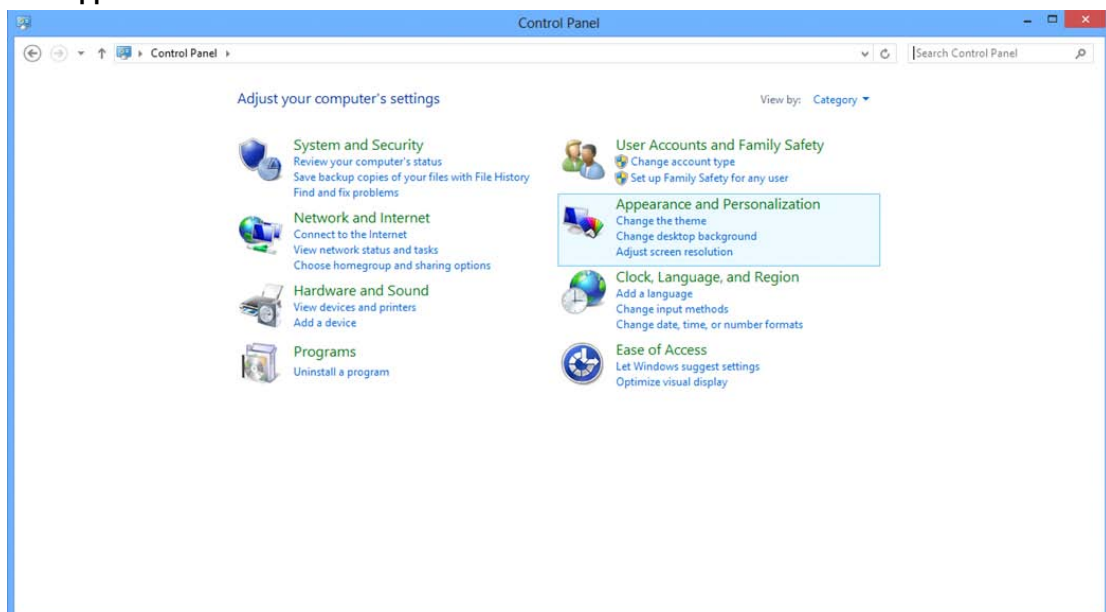 Control Panel
Control Panel
Search Control Panel
Adjust your computer's settings
View by: Category
System and Security
Review your computer's status
Save backup copies of your files with File History
Find and fix problems
Network and Internet
Connect to the Internet
View network status and tasks
Choose homegroup and sharing options
Hardware and Sound
View devices and printers
Add a device
Programs
Uninstall a program
User Accounts and Family Safety
Change account type
Set up Family Safety for any user
Appearance and Personalization
Change the theme
Change desktop background
Adjust screen resolution
Clock, Language, and Region
Add a language
Change input methods
Change date, time, or number formats
Ease of Access
Let Windows suggest settings
Optimize visual display